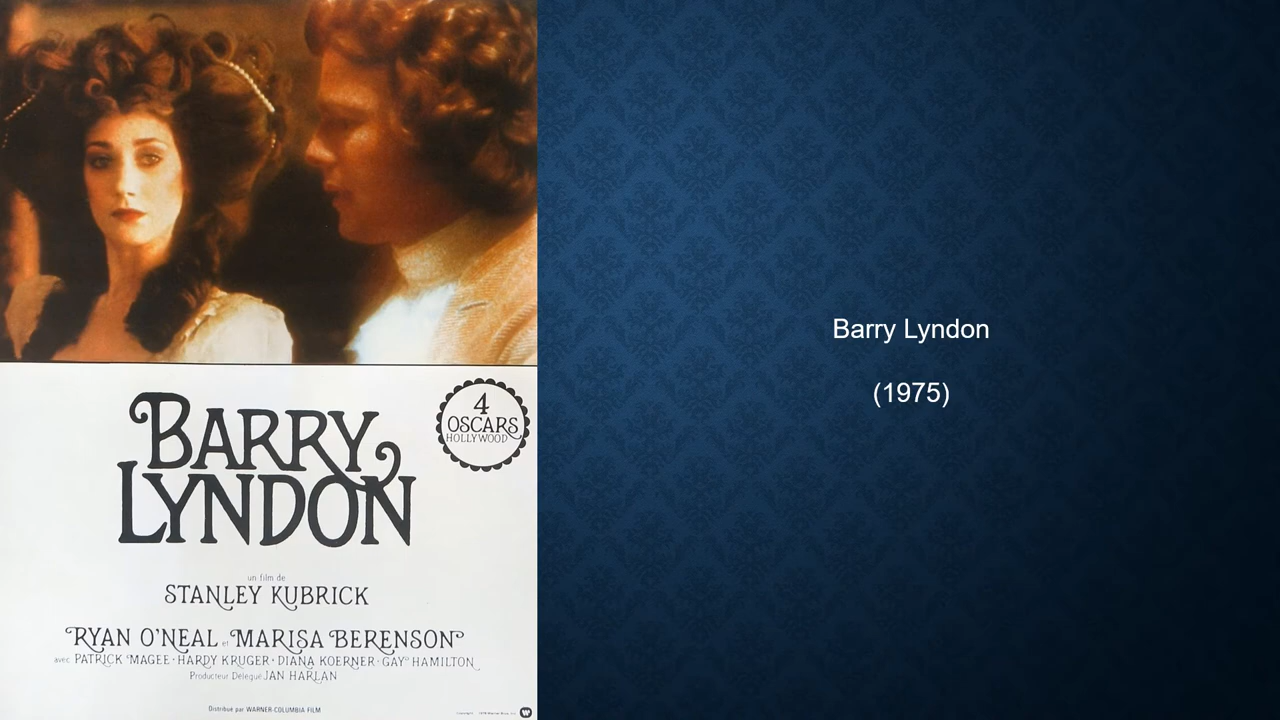 BARRY
LYNDON
4
OSCARS
HOLLYWOOD
un film de
STANLEY KUBRICK
RYAN O'NEAL et MARISA BERENSON
avec PATRICK MAGEE · HARDY KRUGER · DIANA KOERNER · GAY HAMILTON
Producteur Délégué JAN HARLAN
Distribué par WARNER-COLUMBIA FILM
Barry Lyndon
(1975)